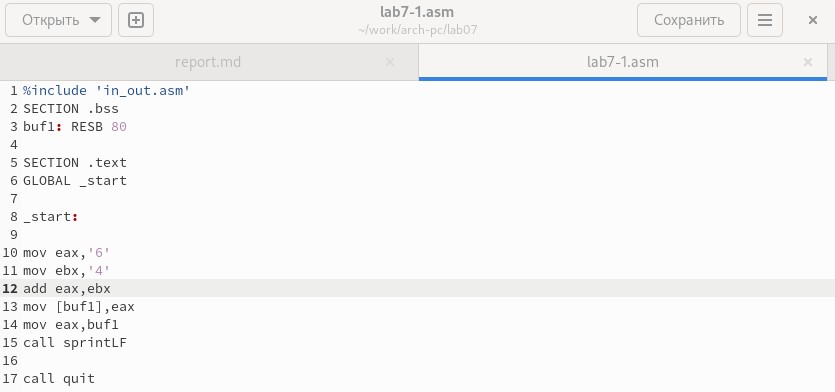 Открыть
lab7-1.asm
~/work/arch-pc/lab07
Сохранить
report.md
lab7-1.asm
1 %include 'in_out.asm'
2 SECTION .bss
3 buf1: RESB 80
4
5 SECTION .text
6 GLOBAL _start
7
8 _start:
9
10 mov eax,'6'
11 mov ebx,'4'
12 add eax,ebx
13 mov [buf1],eax
14 mov eax,buf1
15 call sprintLF
16
17 call quit